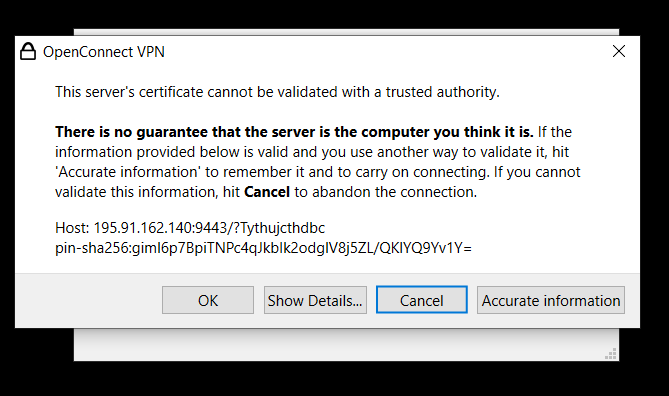 OpenConnect VPN
This server's certificate cannot be validated with a trusted authority.
There is no guarantee that the server is the computer you think it is. If the
information provided below is valid and you use another way to validate it, hit
'Accurate information' to remember it and to carry on connecting. If you cannot
validate this information, hit Cancel to abandon the connection.
Host: 195.91.162.140:9443/?Tythujcthdbc
pin-sha256:gimI6p7BpiTNPc4qJkbIk2odgIV8j5ZL/QKIYQ9Yv1Y=
OK
Show Details...
Cancel
Accurate information